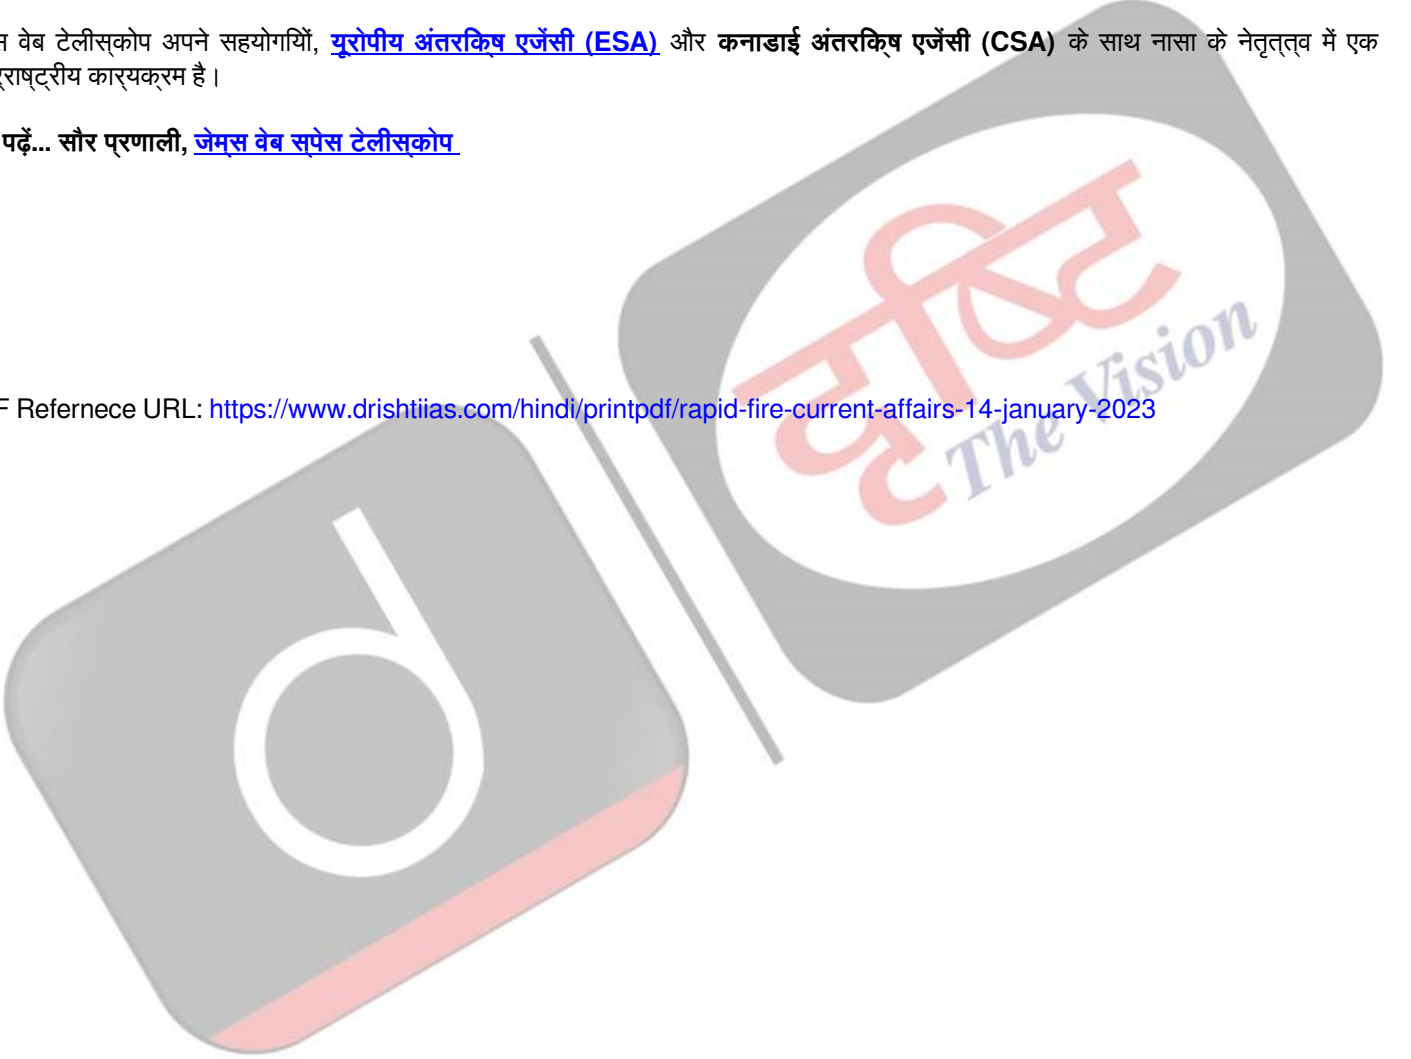 वेब टेलीस्कोप अपने सहयोगियों, यूरोपीय अंतरिक्ष एजेंसी (ESA) और कनाडाई अंतरिक्ष एजेंसी (CSA) के साथ नासा के नेतृत्त्व में एक
कार्यक्रम है।
पढ़ें... सौर प्रणाली, जेम्स वेब स्पेस टेलीस्कोप
दृष्टि
The Vision
F Refernece URL: https://www.drishtiias.com/hindi/printpdf/rapid-fire-current-affairs-14-january-2023
d